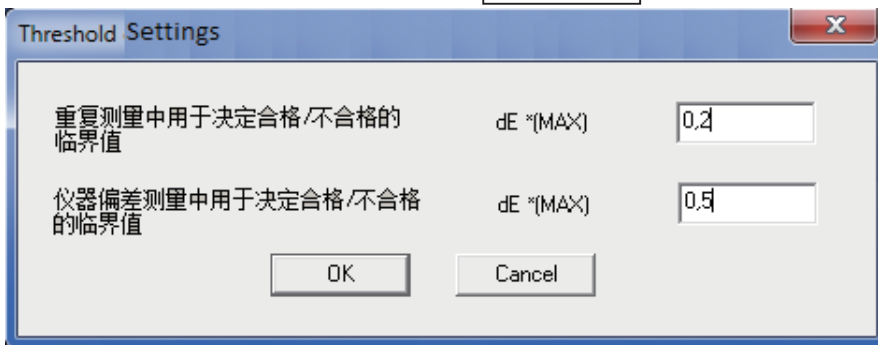 Threshold Settings
重复测量中用于决定合格/不合格的 dE *(MAX) 0,2
临界值
仪器偏差测量中用于决定合格/不合格 dE *(MAX) 0,5
的临界值
OK Cancel